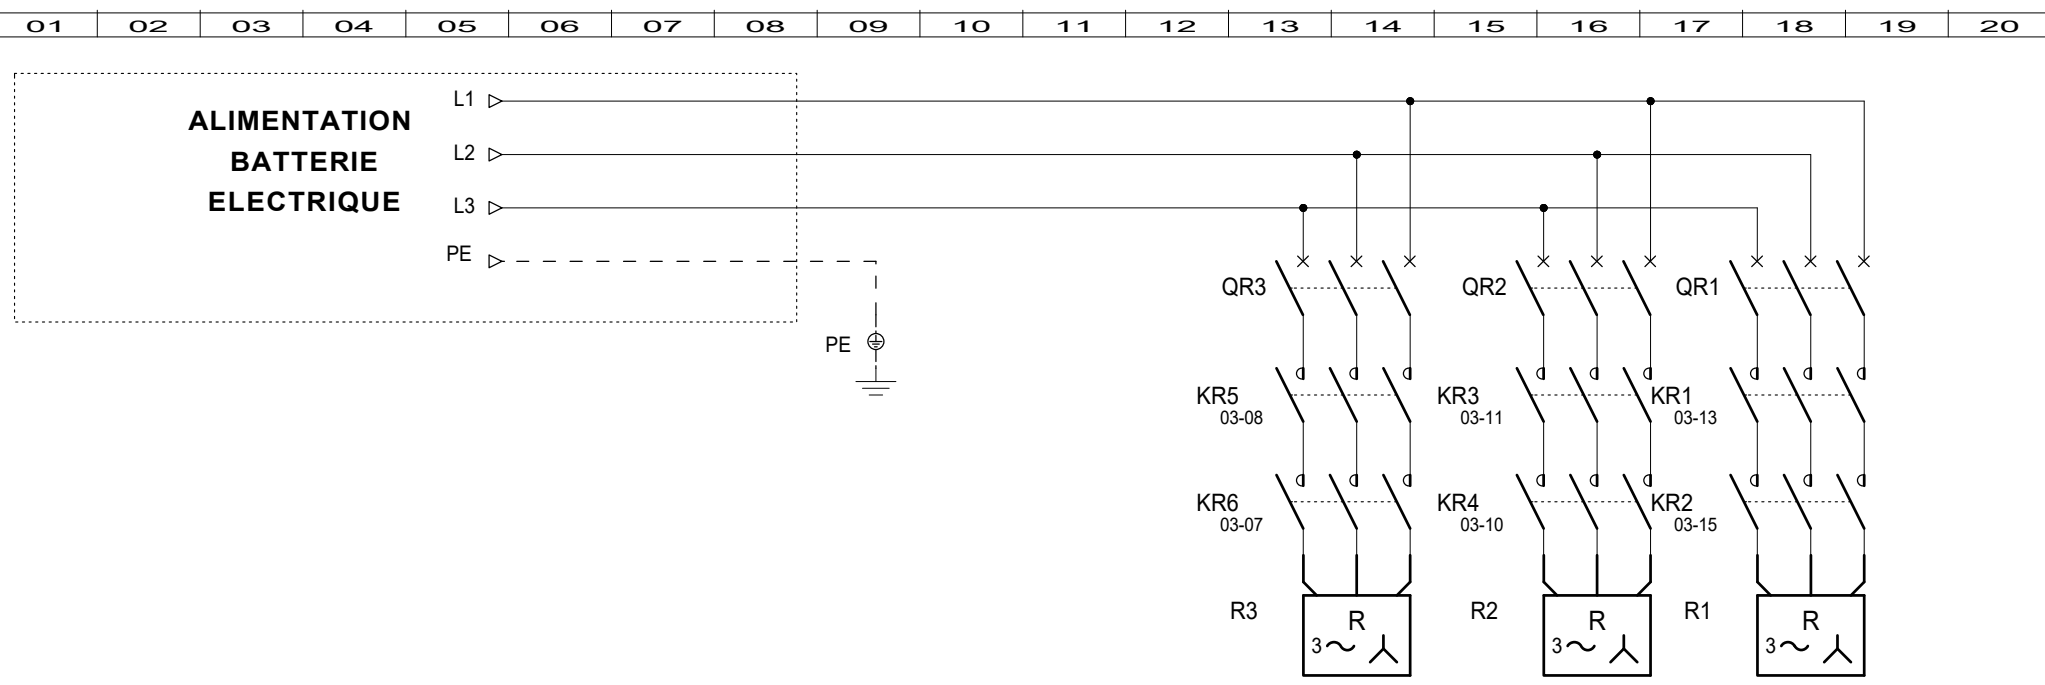 01 02 03 04 05 06 07 08 09 10 11 12 13 14 15 16 17 18 19 20
ALIMENTATION
BATTERIE
ELECTRIQUE
L1
L2
L3
PE
PE
QR3 QR2 QR1
KR5 KR3 KR1
03-08 03-11 03-13
KR6 KR4 KR2
03-07 03-10 03-15
R3 R R2 R R1 R
3 3 3